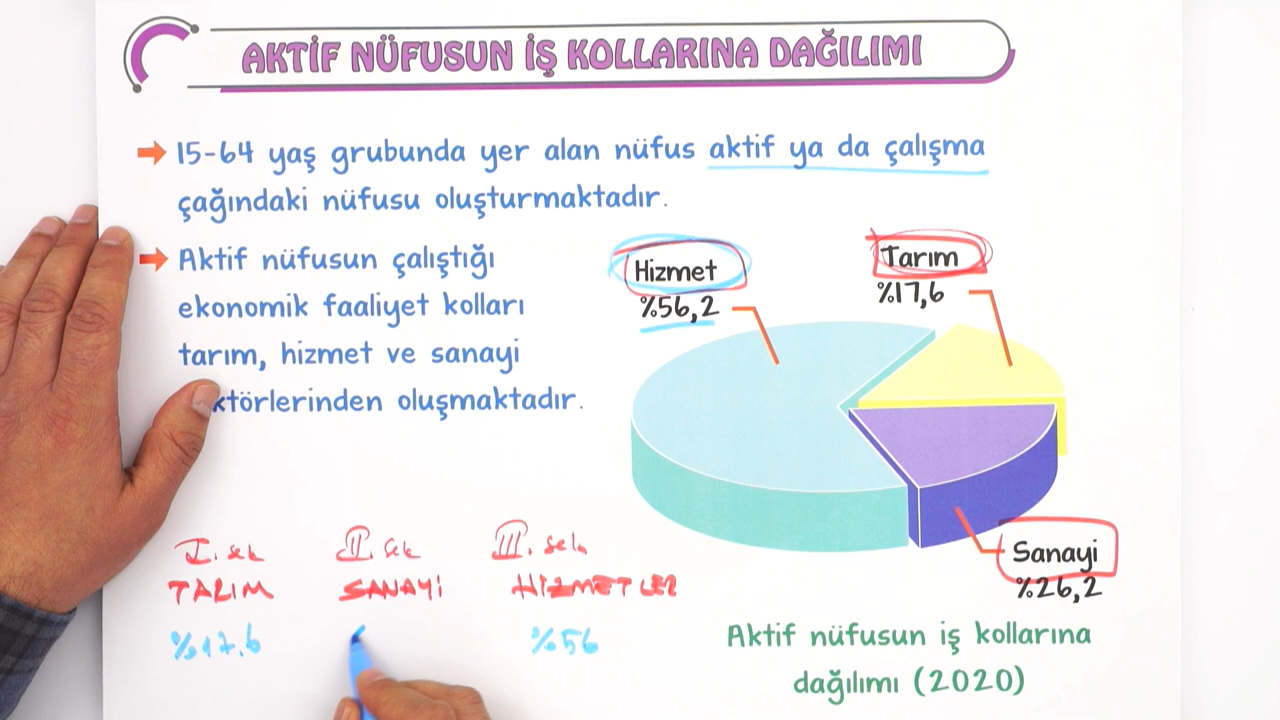 AKTİF NÜFUSUN İŞ KOLLARINA DAĞILIMI
15-64 yaş grubunda yer alan nüfus aktif ya da çalışma
çağındaki nüfusu oluşturmaktadır.
Aktif nüfusun çalıştığı
ekonomik faaliyet kolları
tarım, hizmet ve sanayi
ktörlerinden oluşmaktadır.
Hizmet
%56,2
Tarım
%17,6
Sanayi
%26,2
Aktif nüfusun iş kollarına
dağılımı (2020)
I. sek II. sek III. sek
TARIM SANAYİ HİZMETLER
%17.6 %56